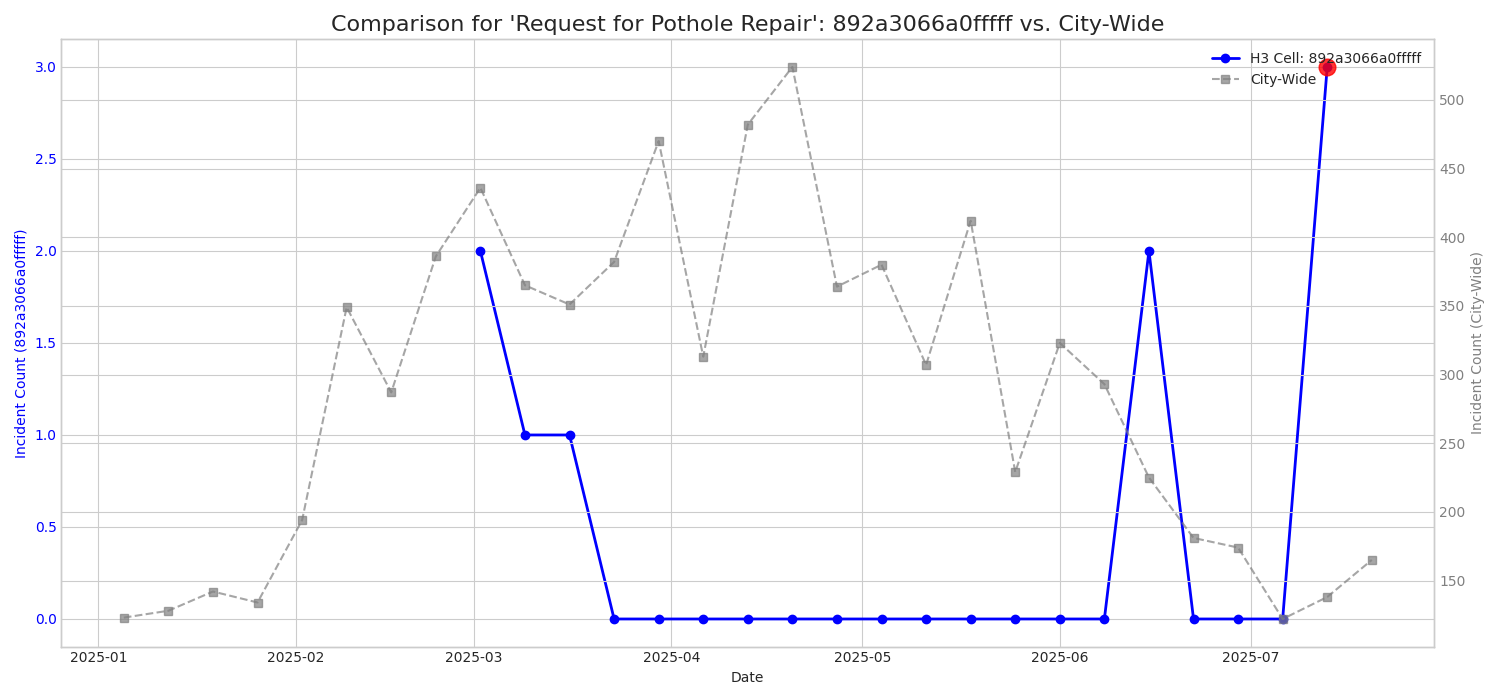 Comparison for 'Request for Pothole Repair': 892a3066a0fffff vs. City-Wide
H3 Cell: 892a3066a0fffff
City-Wide
Incident Count (892a3066a0fffff)
3.0
2.5
2.0
1.5
1.0
0.5
0.0
500
450
400
350
300
250
200
150
Incident Count (City-Wide)
2025-01 2025-02 2025-03 2025-04 2025-05 2025-06 2025-07
Date